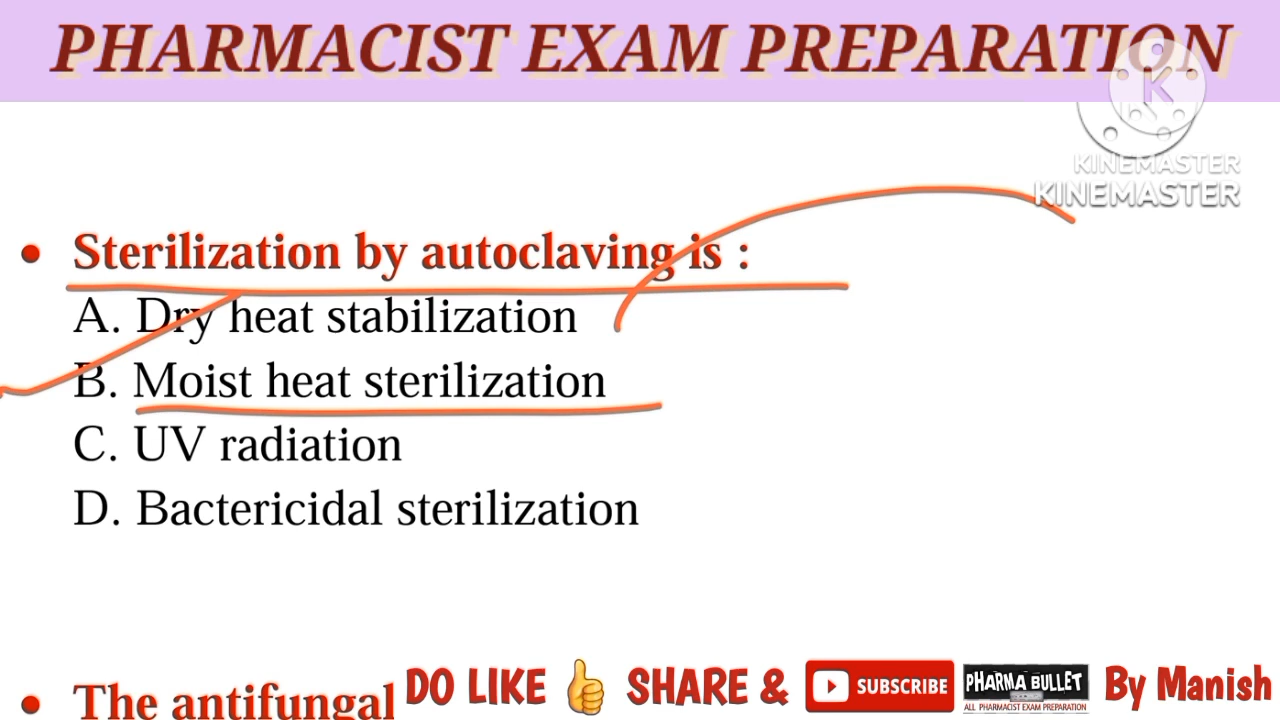 PHARMACIST EXAM PREPARATION
KINEMASTER
KINEMASTER
• Sterilization by autoclaving is :
A. Dry heat stabilization
B. Moist heat sterilization
C. UV radiation
D. Bactericidal sterilization
• The antifungal
DO LIKE 👍 SHARE & SUBSCRIBE PHARMA BULLET By Manish
ALL PHARMACIST EXAM PREPARATION